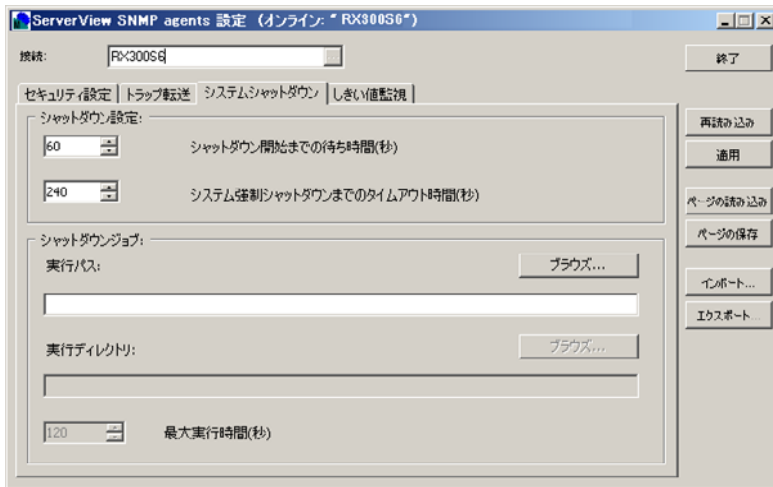 ServerView SNMP agents 設定 (オンライン: " RX300S6")
接続: RX300S6
終了
セキュリティ設定 トラップ転送 システムシャットダウン しきい値監視
再読み込み
適用
ページの読み込み
ページの保存
インポート...
エクスポート...
シャットダウン設定:
60 シャットダウン開始までの待ち時間(秒)
240 システム強制シャットダウンまでのタイムアウト時間(秒)
シャットダウンジョブ:
実行パス: ブラウズ...
実行ディレクトリ: ブラウズ...
120 最大実行時間(秒)